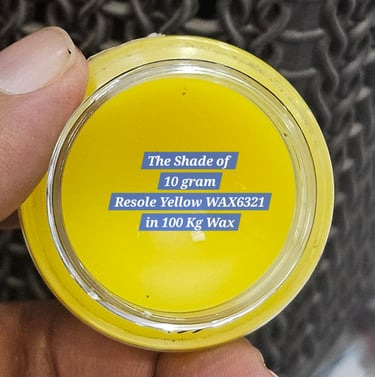 The Shade of
10 gram
Resole Yellow WAX6321
in 100 Kg Wax